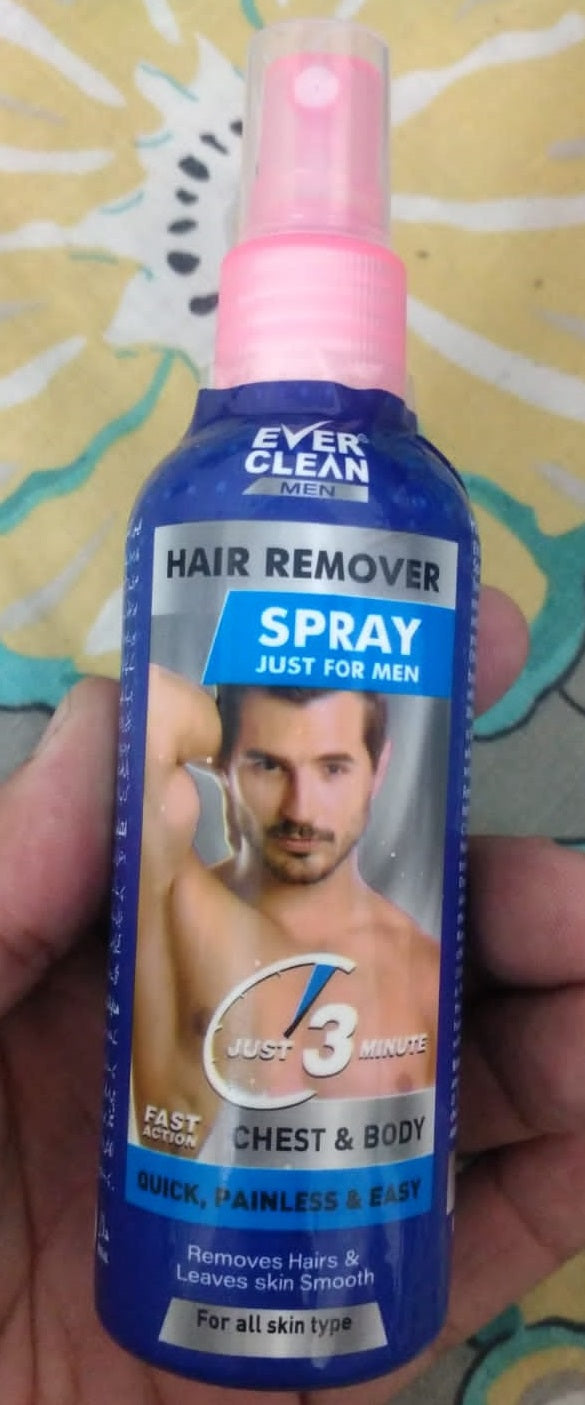 EVER®
CLEAN
MEN
HAIR REMOVER
SPRAY
JUST FOR MEN
JUST 3 MINUTE
FAST
ACTION
CHEST & BODY
QUICK, PAINLESS & EASY
Removes Hairs &
Leaves skin Smooth
For all skin type